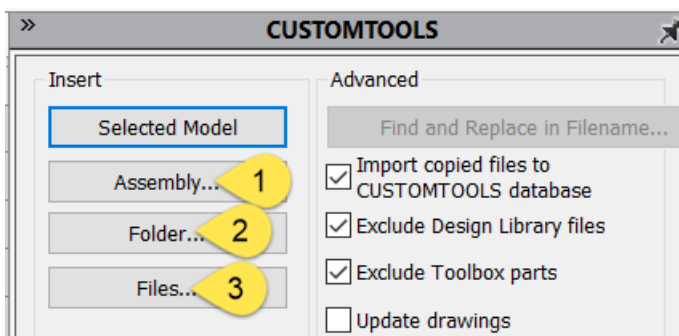 »
CUSTOMTOOLS
Insert
Selected Model
Assembly... 1
Folder... 2
Files... 3
Advanced
Find and Replace in Filename...
Import copied files to
CUSTOMTOOLS database
Exclude Design Library files
Exclude Toolbox parts
Update drawings